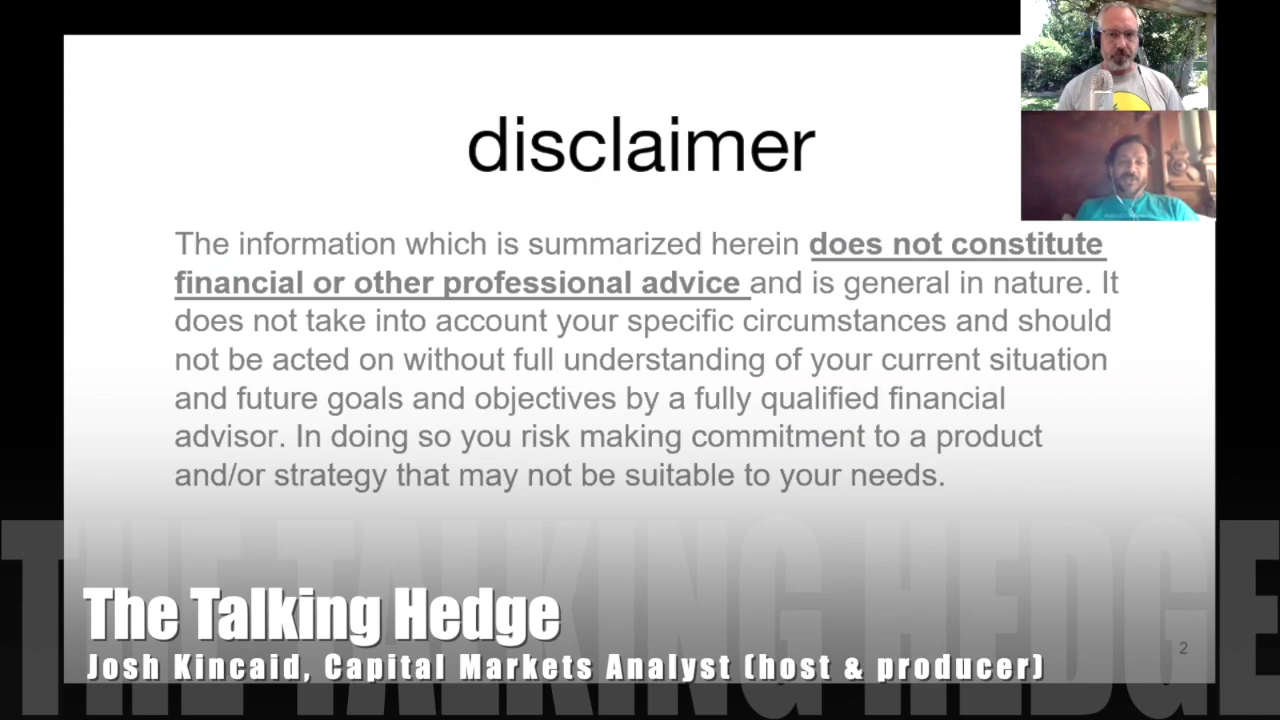 disclaimer
The information which is summarized herein does not constitute
financial or other professional advice and is general in nature. It
does not take into account your specific circumstances and should
not be acted on without full understanding of your current situation
and future goals and objectives by a fully qualified financial
advisor. In doing so you risk making commitment to a product
and/or strategy that may not be suitable to your needs.
THE TALKING HEDGE
The Talking Hedge
Josh Kincaid, Capital Markets Analyst (host & producer)
2